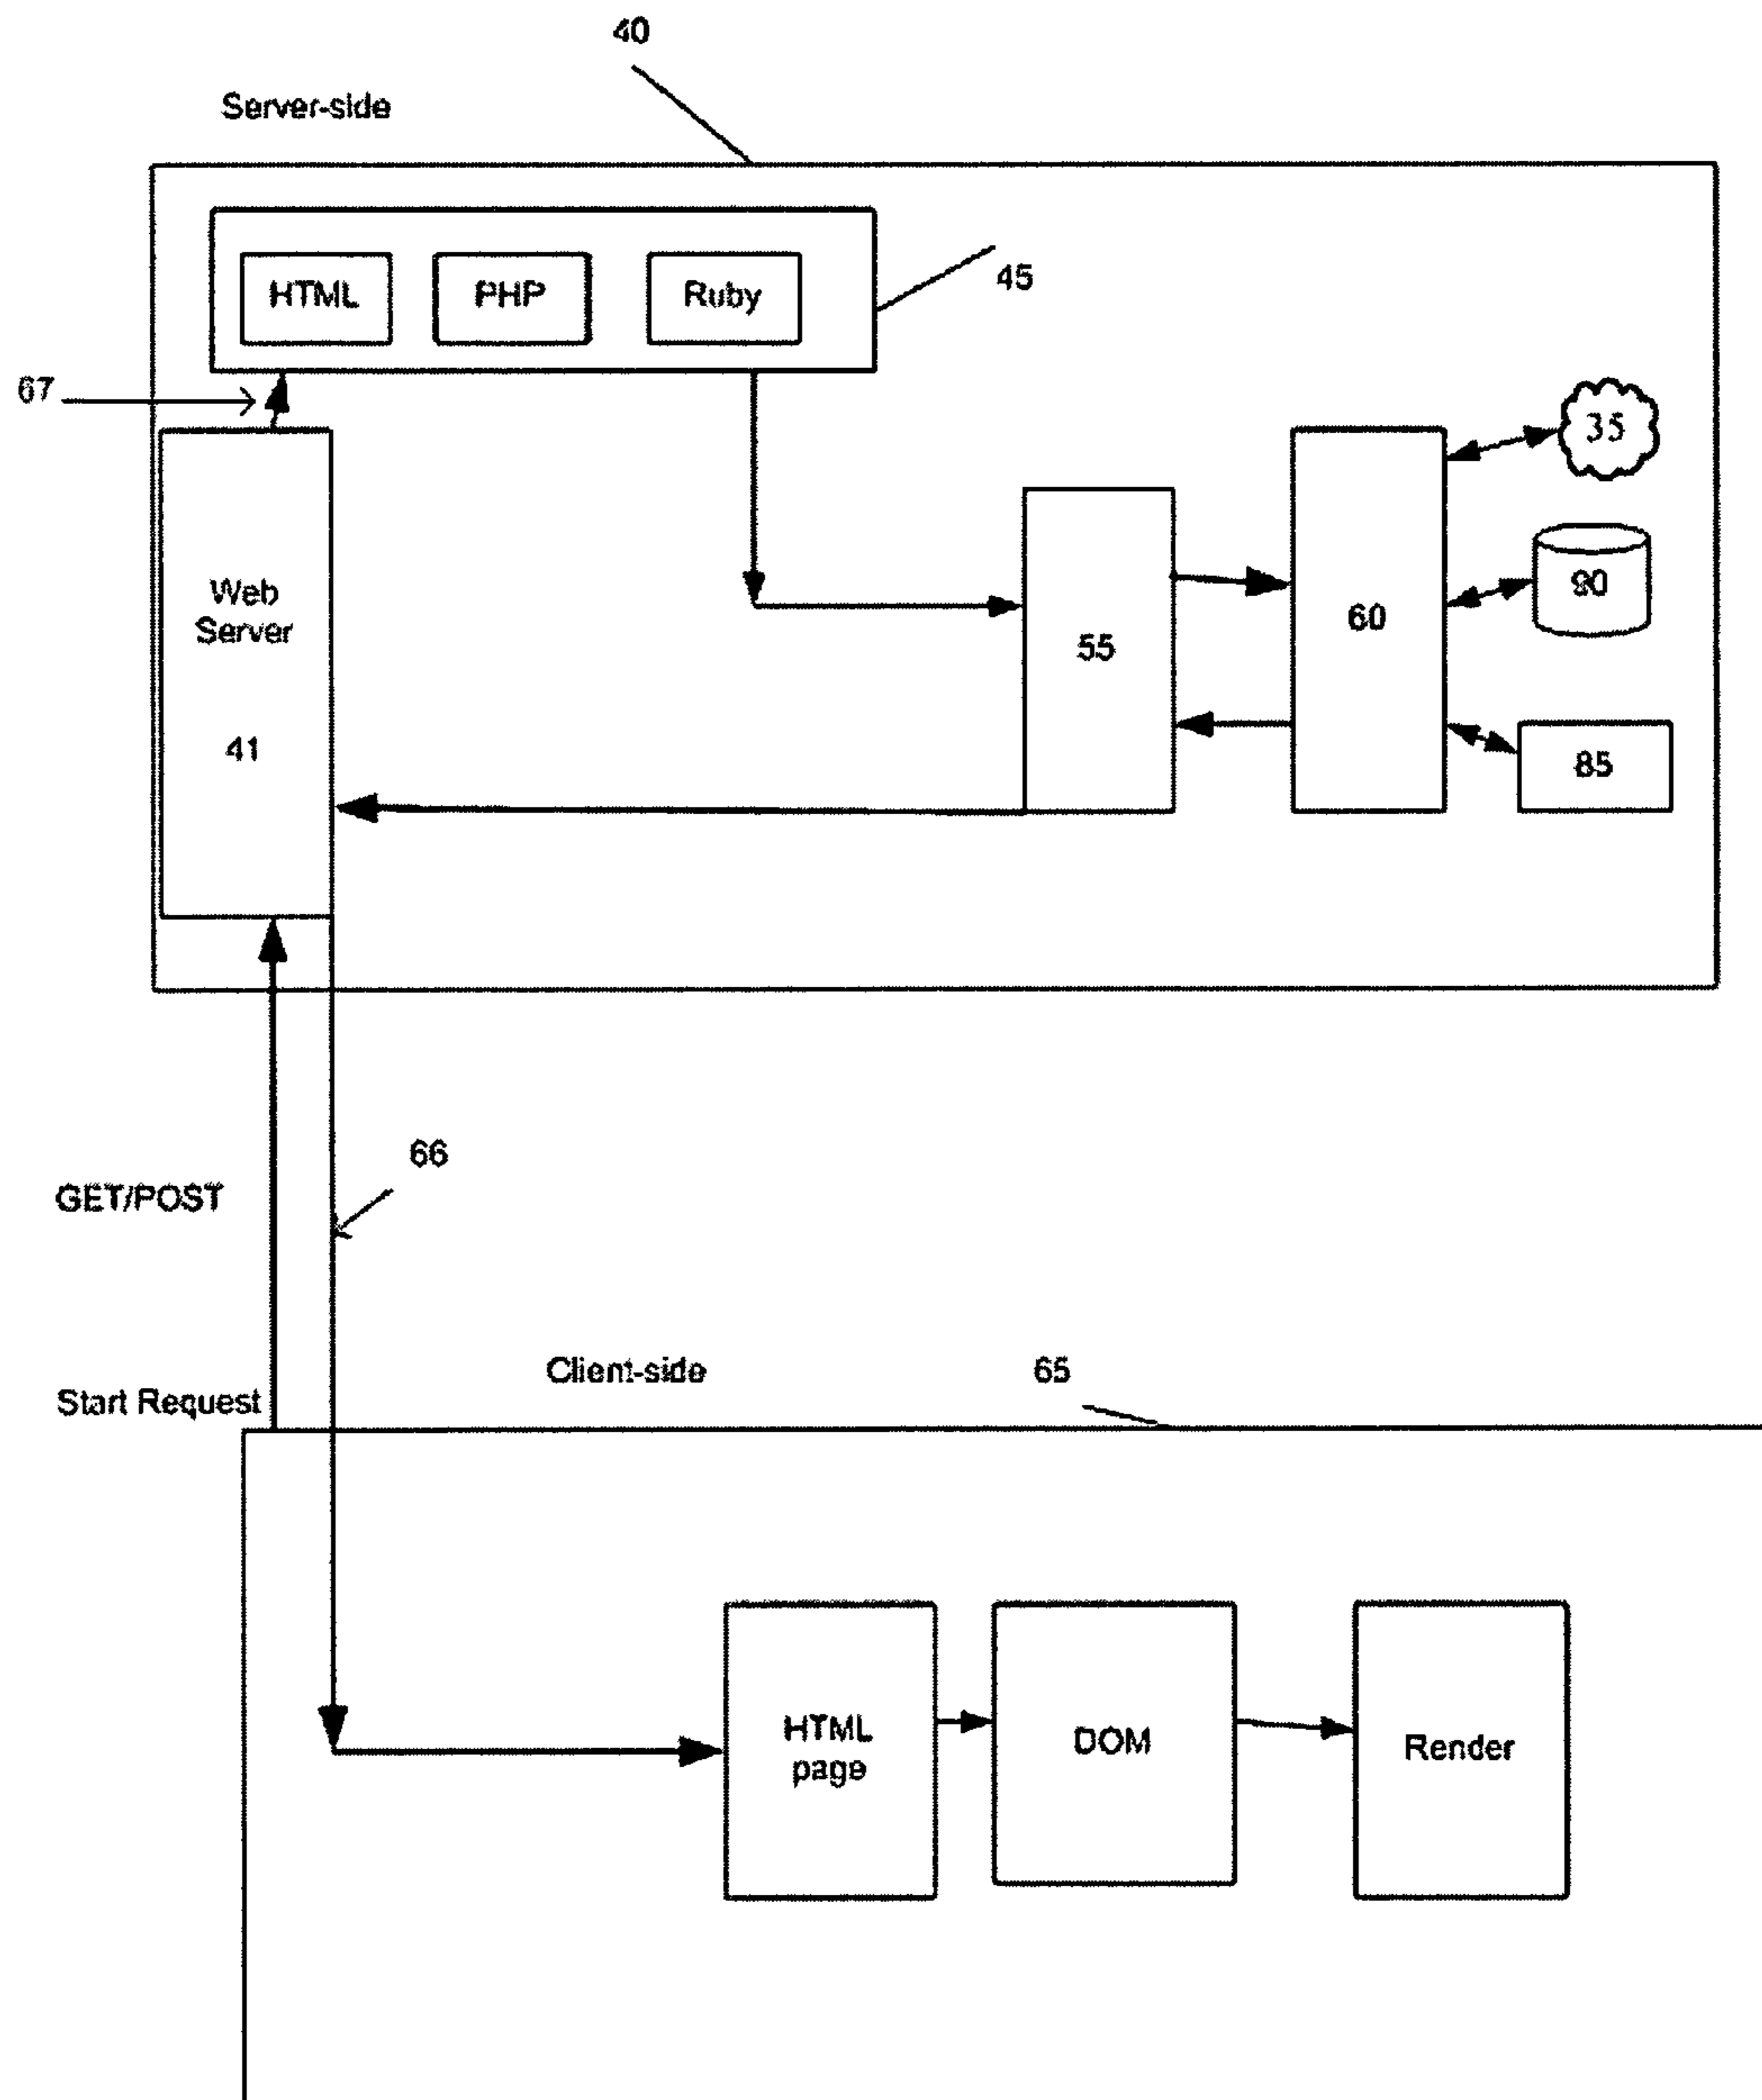 40
Server-side
HTML
PHP
Ruby
45
67
35
Web
Server
41
55
60
90
85
66
GET/POST
Client-side
65
Start Request
HTML
page
DOM
Render